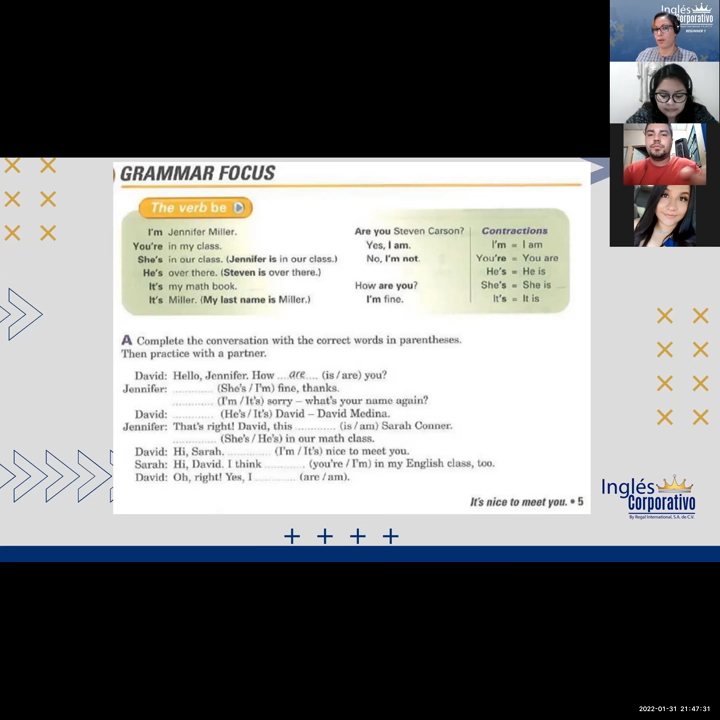 Inglés
Corporativo
BEGINNER 1
GRAMMAR FOCUS
The verb be
I'm Jennifer Miller.
You're in my class.
She's in our class. (Jennifer is in our class.)
He's over there. (Steven is over there.)
It's my math book.
It's Miller. (My last name is Miller.)
Are you Steven Carson?
Yes, I am.
No, I'm not.
How are you?
I'm fine.
Contractions
I'm = I am
You're = You are
He's = He is
She's = She is
It's = It is
A Complete the conversation with the correct words in parentheses.
Then practice with a partner.
David: Hello, Jennifer. How ....are.... (is / are) you?
Jennifer: ............ (She's / I'm) fine, thanks.
............ (I'm / It's) sorry – what's your name again?
David: ............ (He's / It's) David – David Medina.
Jennifer: That's right! David, this ............ (is / am) Sarah Conner.
............ (She's / He's) in our math class.
David: Hi, Sarah. ............ (I'm / It's) nice to meet you.
Sarah: Hi, David. I think ............ (you're / I'm) in my English class, too.
David: Oh, right! Yes, I ............ (are / am).
It's nice to meet you. • 5
Inglés
Corporativo
By Regal International, S.A. de C.V.
2022-01-31 21:47:31